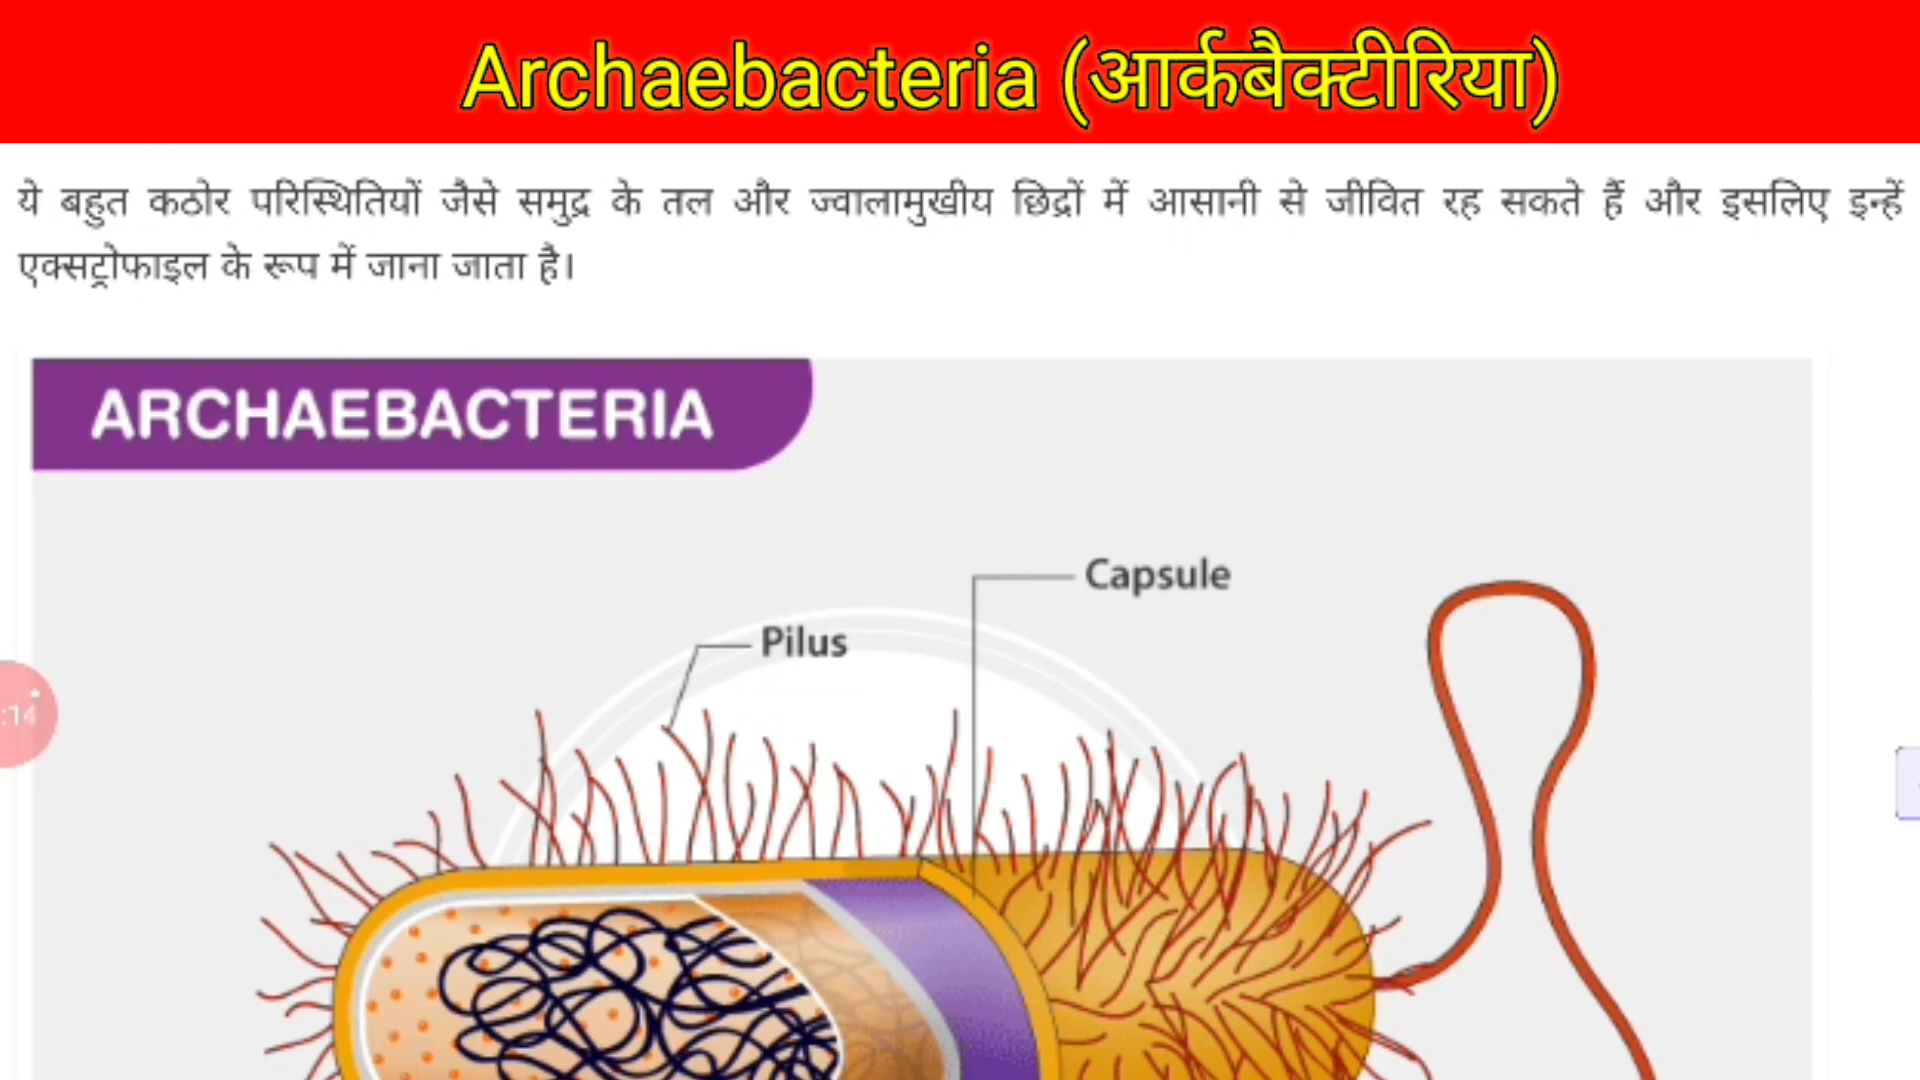 Archaebacteria (आर्कबैक्टीरिया)
ये बहुत कठोर परिस्थितियों जैसे समुद्र के तल और ज्वालामुखीय छिद्रों में आसानी से जीवित रह सकते हैं और इसलिए इन्हें
एक्सट्रोफाइल के रूप में जाना जाता है।
ARCHAEBACTERIA
Capsule
Pilus
:14